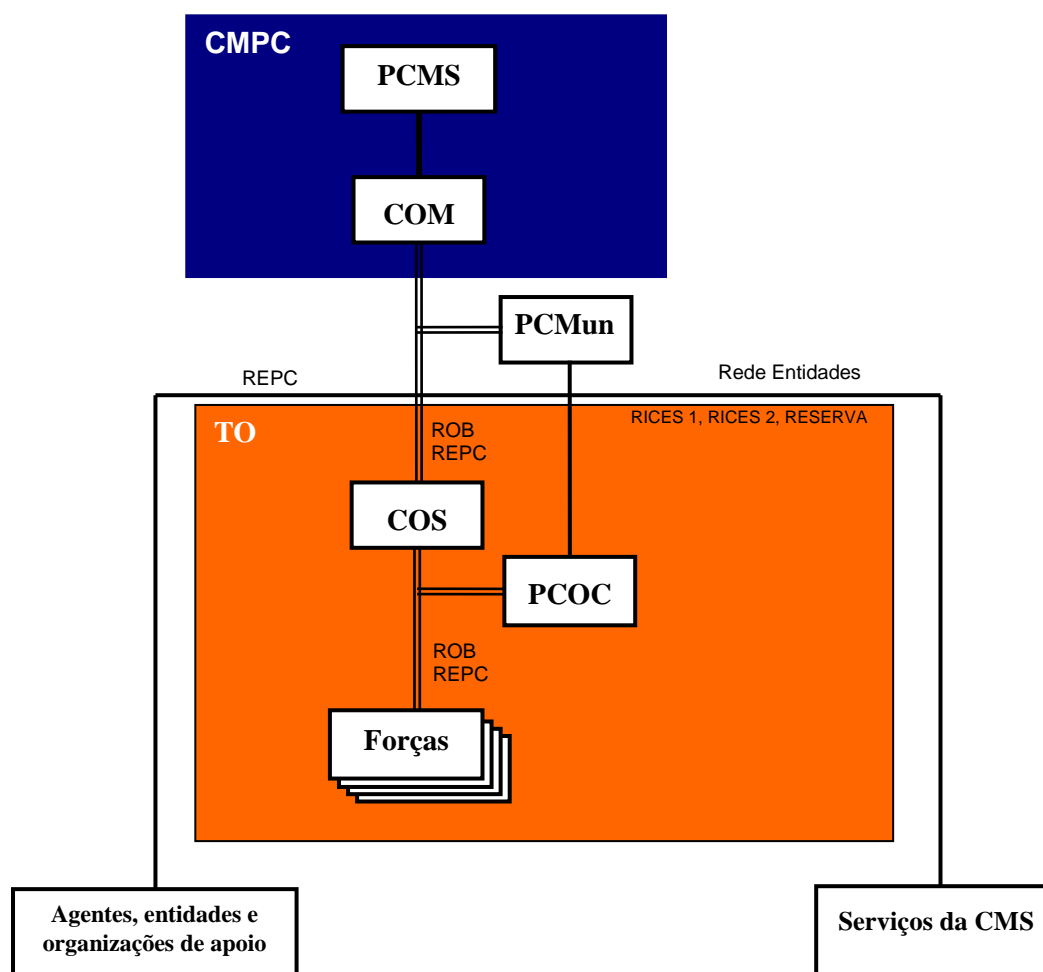 CMPC
PCMS
COM
PCMun
REPC
Rede Entidades
RICES 1, RICES 2, RESERVA
TO
ROB
REPC
COS
PCOC
ROB
REPC
Forças
Agentes, entidades e
organizações de apoio
Serviços da CMS